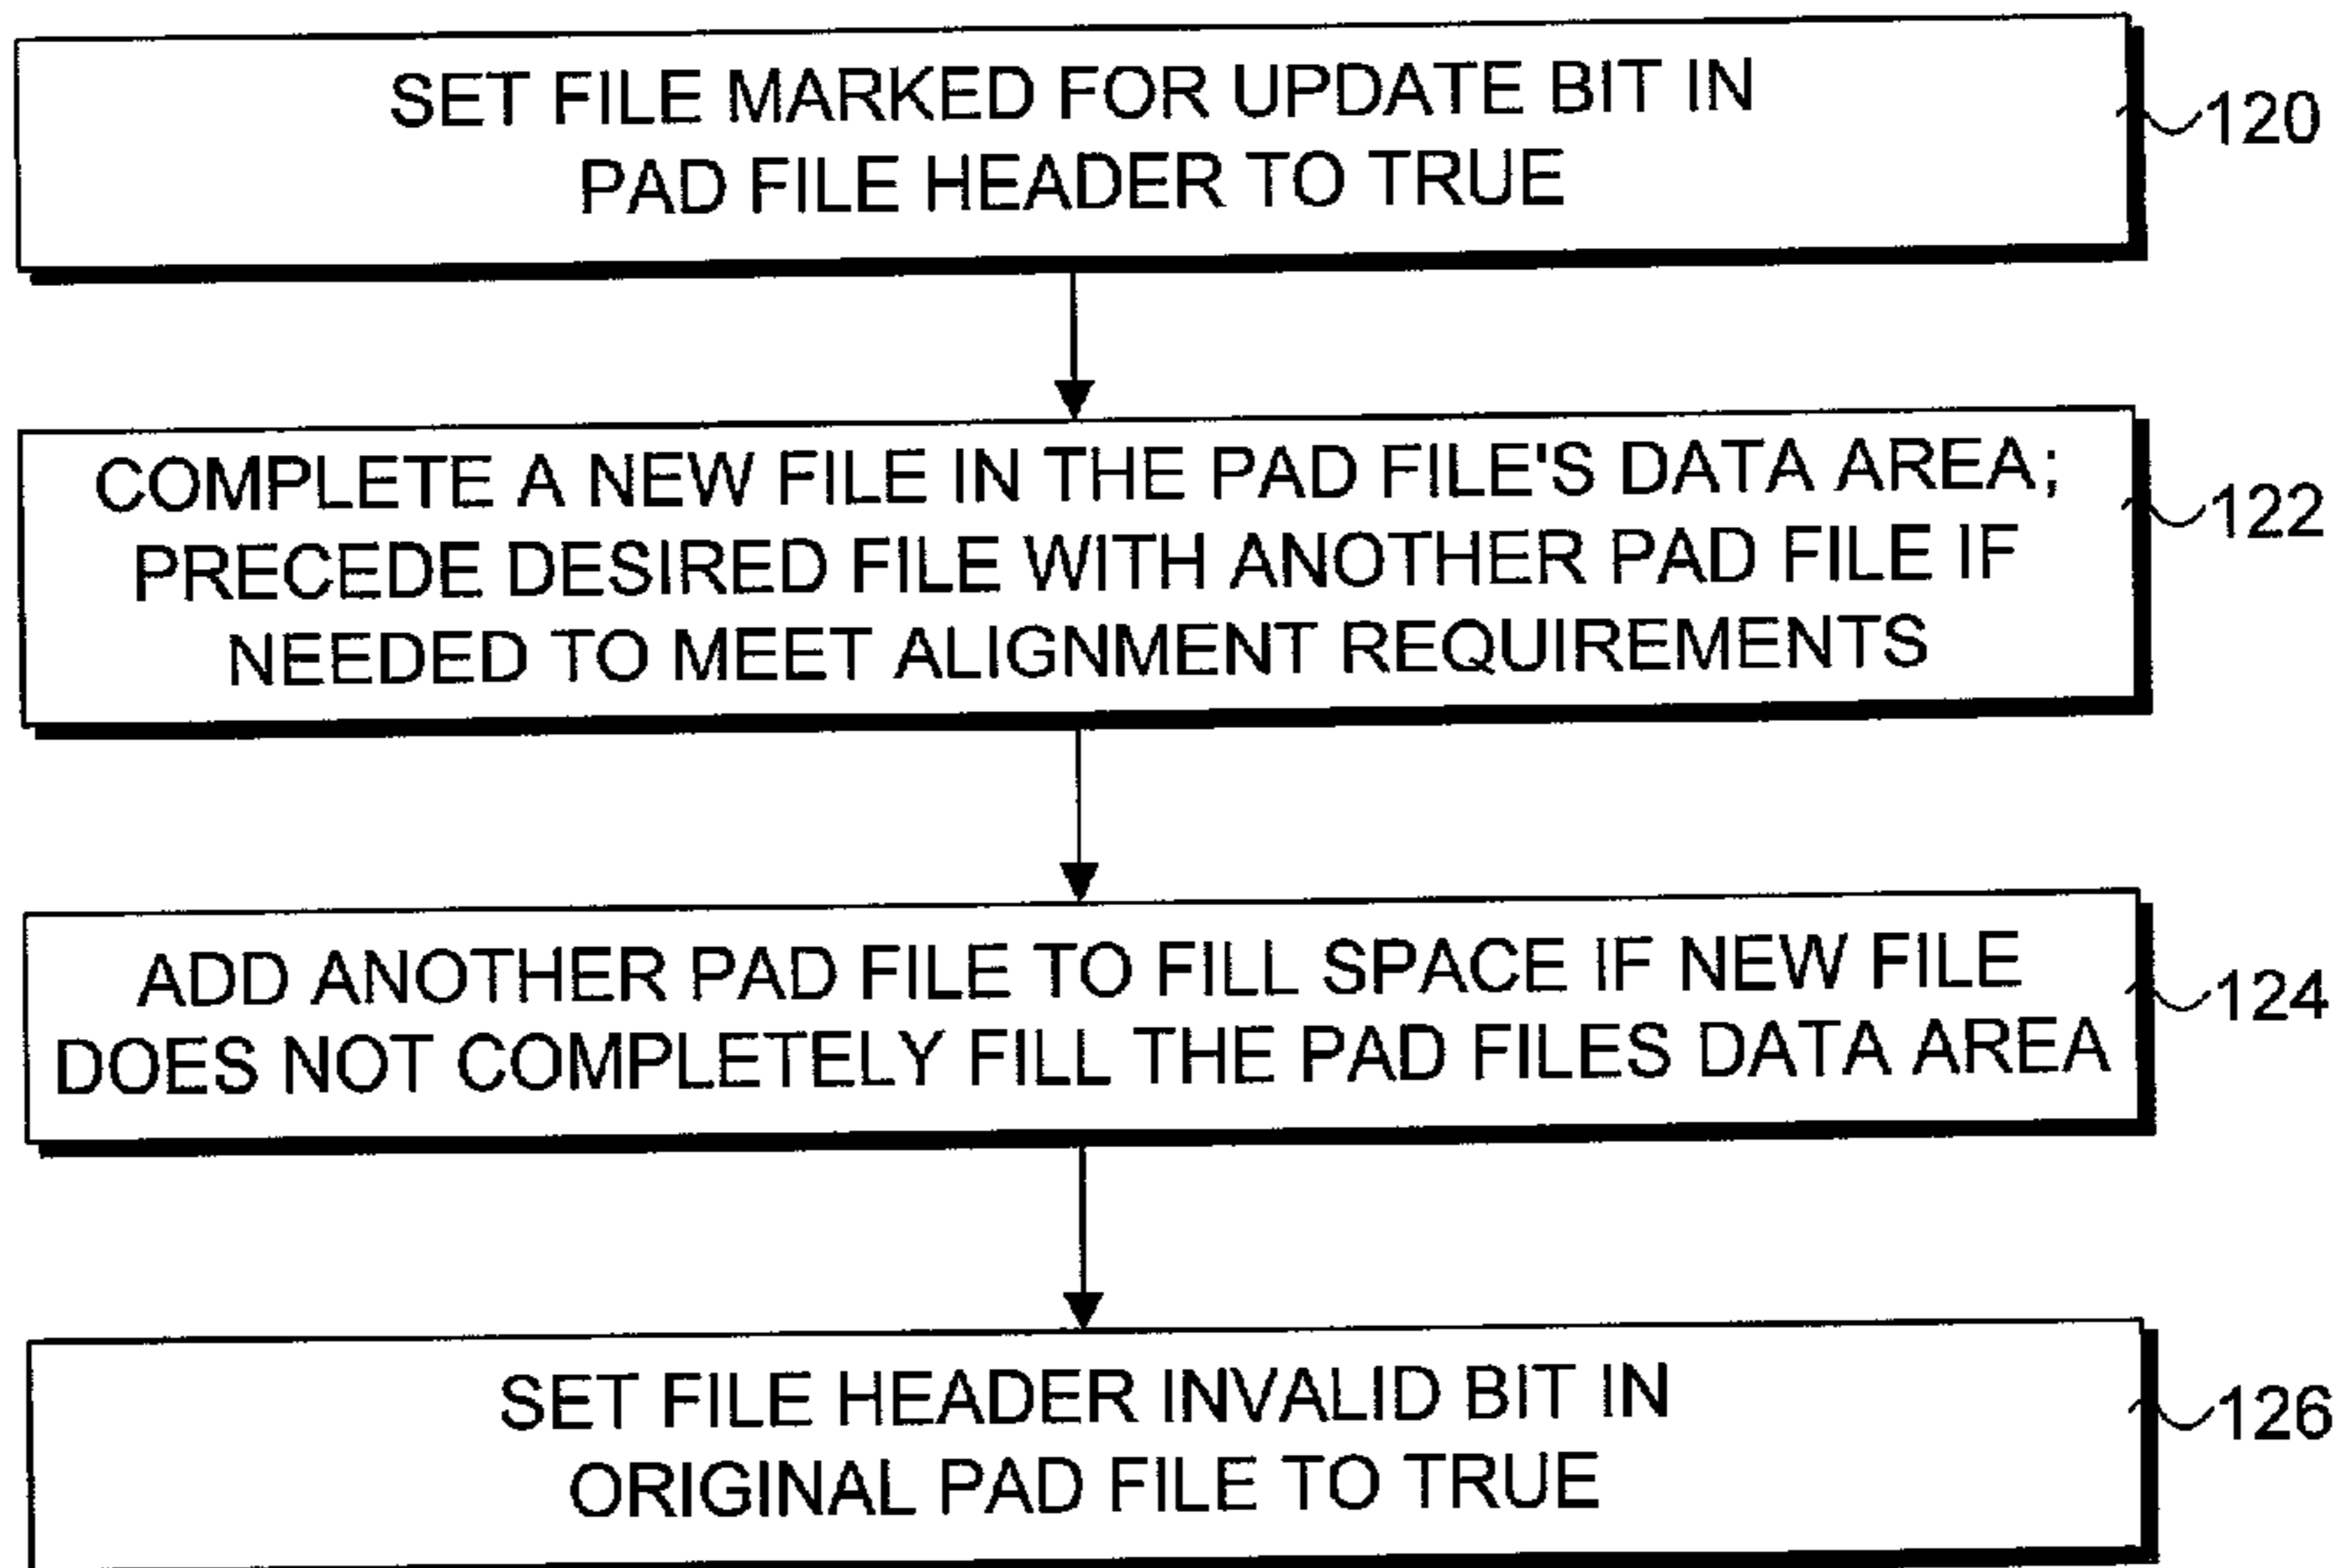 SET FILE MARKED FOR UPDATE BIT IN
PAD FILE HEADER TO TRUE
120
COMPLETE A NEW FILE IN THE PAD FILE'S DATA AREA;
PRECEDE DESIRED FILE WITH ANOTHER PAD FILE IF
NEEDED TO MEET ALIGNMENT REQUIREMENTS
122
ADD ANOTHER PAD FILE TO FILL SPACE IF NEW FILE
DOES NOT COMPLETELY FILL THE PAD FILES DATA AREA
124
SET FILE HEADER INVALID BIT IN
ORIGINAL PAD FILE TO TRUE
126